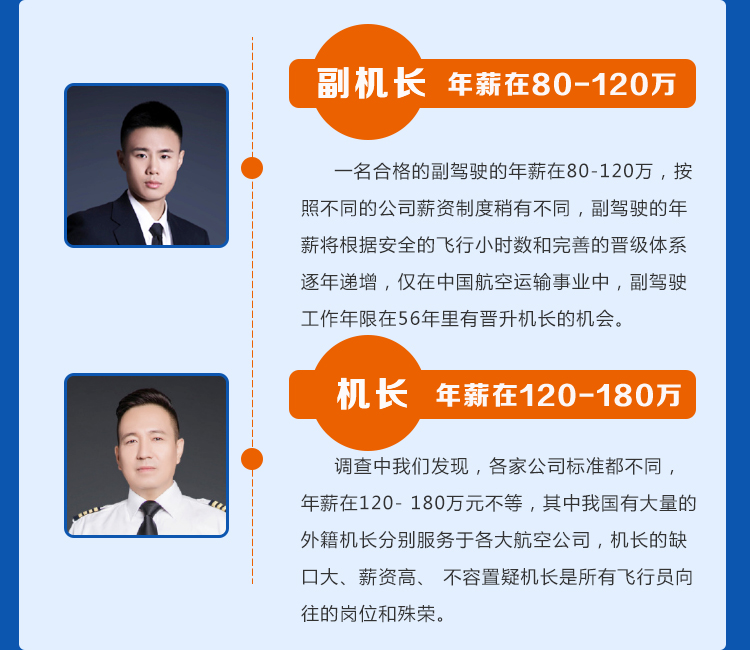 副机长 年薪在80-120万
一名合格的副驾驶的年薪在80-120万，按
照不同的公司薪资制度稍有不同，副驾驶的年
薪将根据安全的飞行小时数和完善的晋级体系
逐年递增，仅在中国航空运输事业中，副驾驶
工作年限在56年里有晋升机长的机会。
机长 年薪在120-180万
调查中我们发现，各家公司标准都不同，
年薪在120- 180万元不等，其中我国有大量的
外籍机长分别服务于各大航空公司，机长的缺
口大、薪资高、 不容置疑机长是所有飞行员向
往的岗位和殊荣。